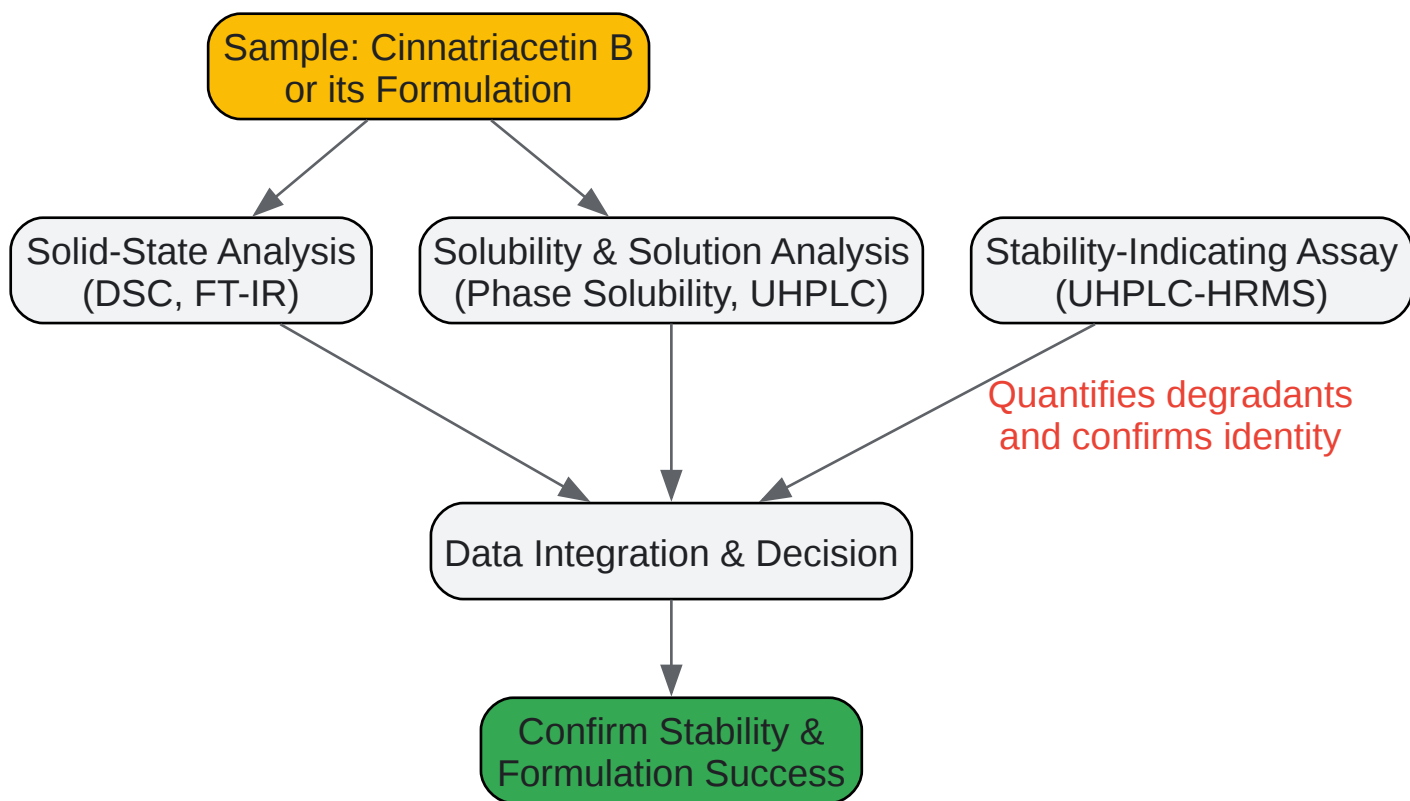 Sample: Cinnatriacetin B
or its Formulation
Solid-State Analysis
(DSC, FT-IR)
Solubility & Solution Analysis
(Phase Solubility, UHPLC)
Stability-Indicating Assay
(UHPLC-HRMS)
Quantifies degradants
and confirms identity
Data Integration & Decision
Confirm Stability &
Formulation Success